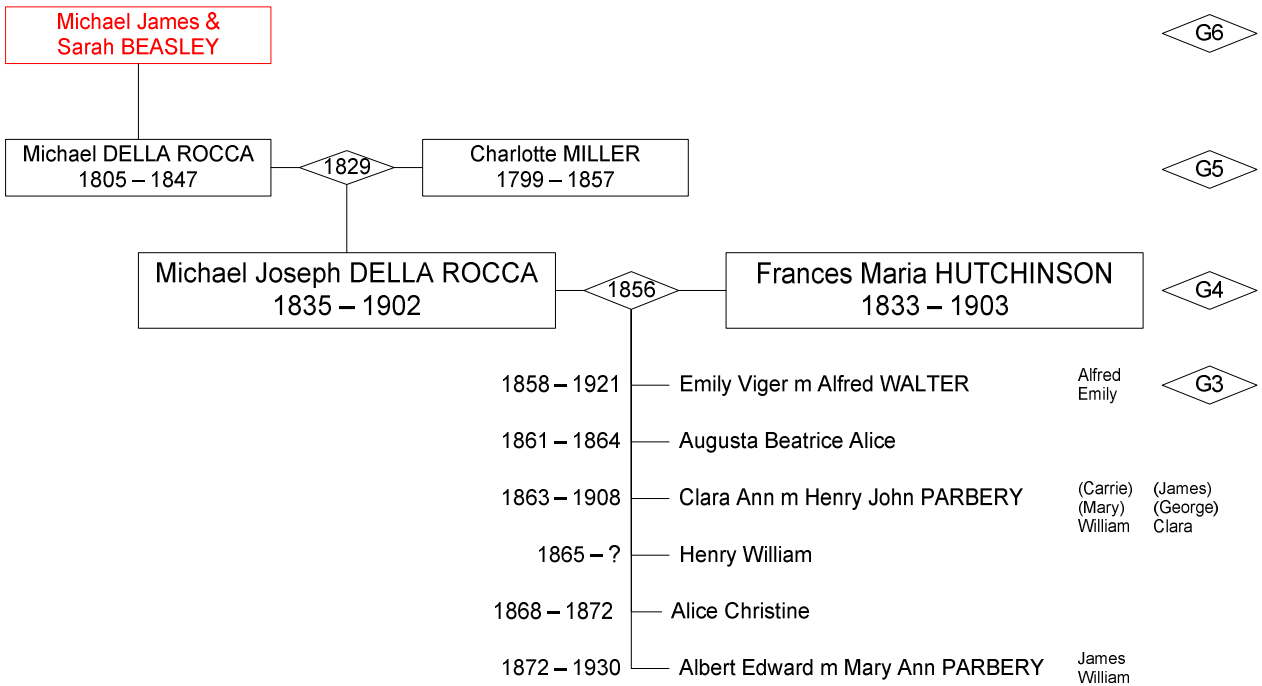 Michael James &
Sarah BEASLEY
G6
Michael DELLA ROCCA
1805 – 1847
1829
Charlotte MILLER
1799 – 1857
G5
Michael Joseph DELLA ROCCA
1835 – 1902
1856
Frances Maria HUTCHINSON
1833 – 1903
G4
1858 – 1921 Emily Viger m Alfred WALTER
Alfred
Emily
G3
1861 – 1864 Augusta Beatrice Alice
1863 – 1908 Clara Ann m Henry John PARBERY
(Carrie) (James)
(Mary) (George)
William Clara
1865 – ? Henry William
1868 – 1872 Alice Christine
1872 – 1930 Albert Edward m Mary Ann PARBERY
James
William